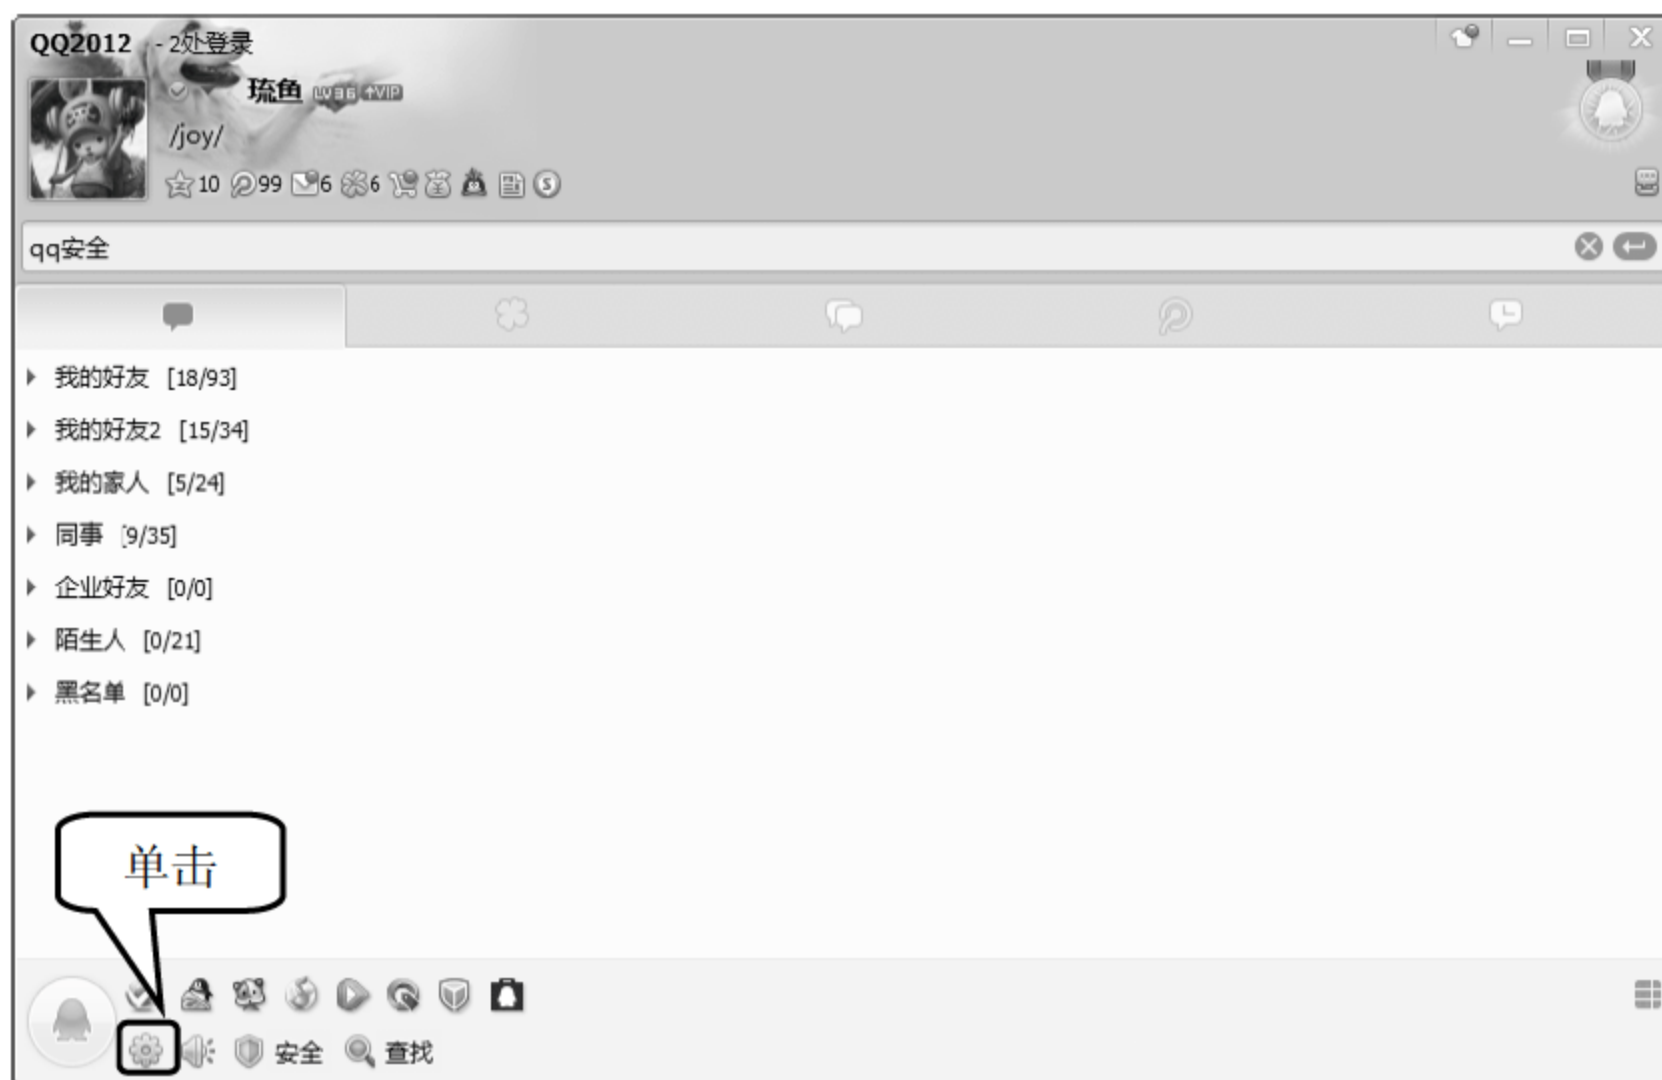 QQ2012 - 2处登录
琉鱼 LV36 VIP
/joy/
10 99 6 6
qq安全
我的好友 [18/93]
我的好友2 [15/34]
我的家人 [5/24]
同事 [9/35]
企业好友 [0/0]
陌生人 [0/21]
黑名单 [0/0]
单击
安全 查找